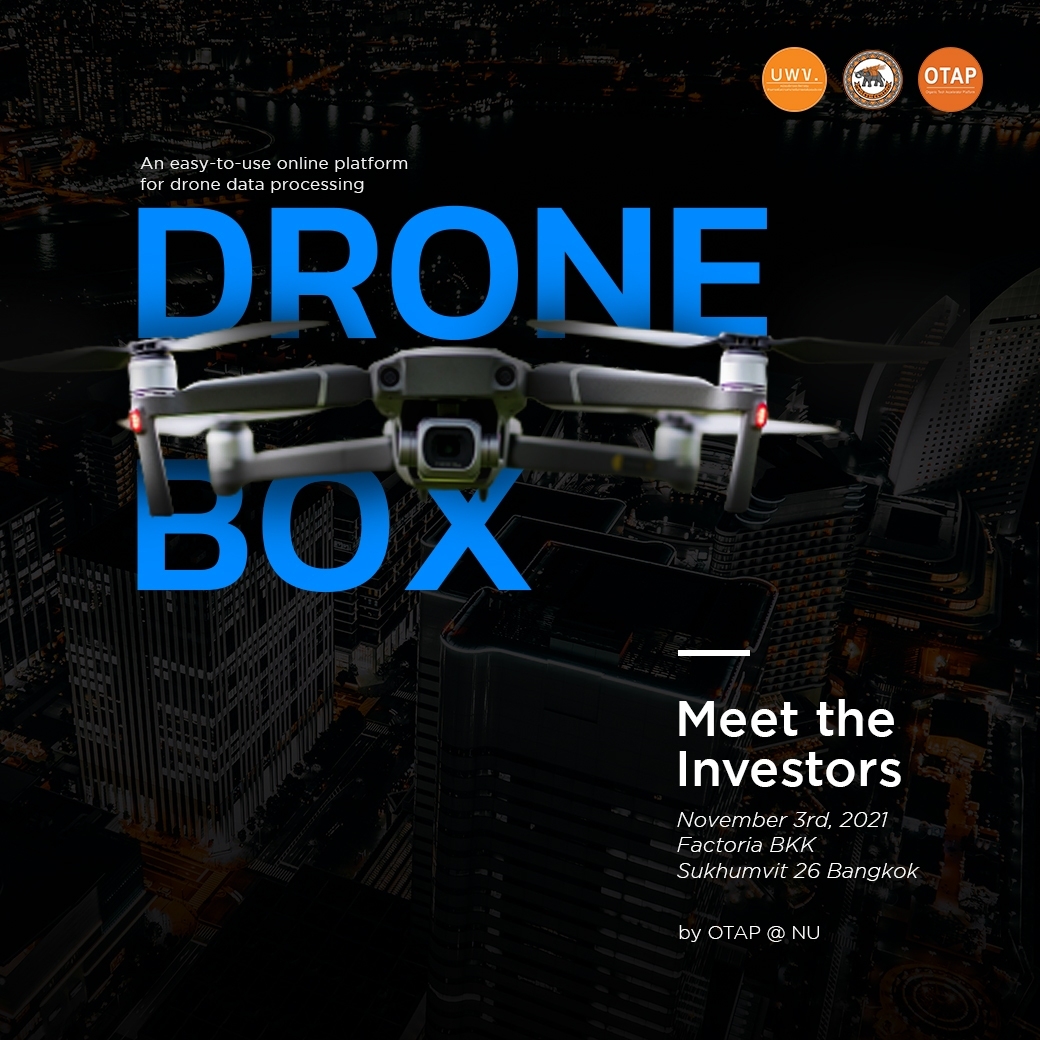 UWV.
OTAP
An easy-to-use online platform
for drone data processing
DRONE
BOX
Meet the
Investors
November 3rd, 2021
Factoria BKK
Sukhumvit 26 Bangkok
by OTAP @ NU